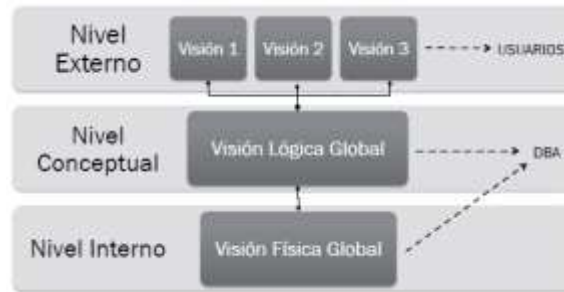 Nivel
Externo
Visión 1
Visión 2
Visión 3
USUARIOS
Nivel
Conceptual
Visión Lógica Global
DBA
Nivel Interno
Visión Física Global